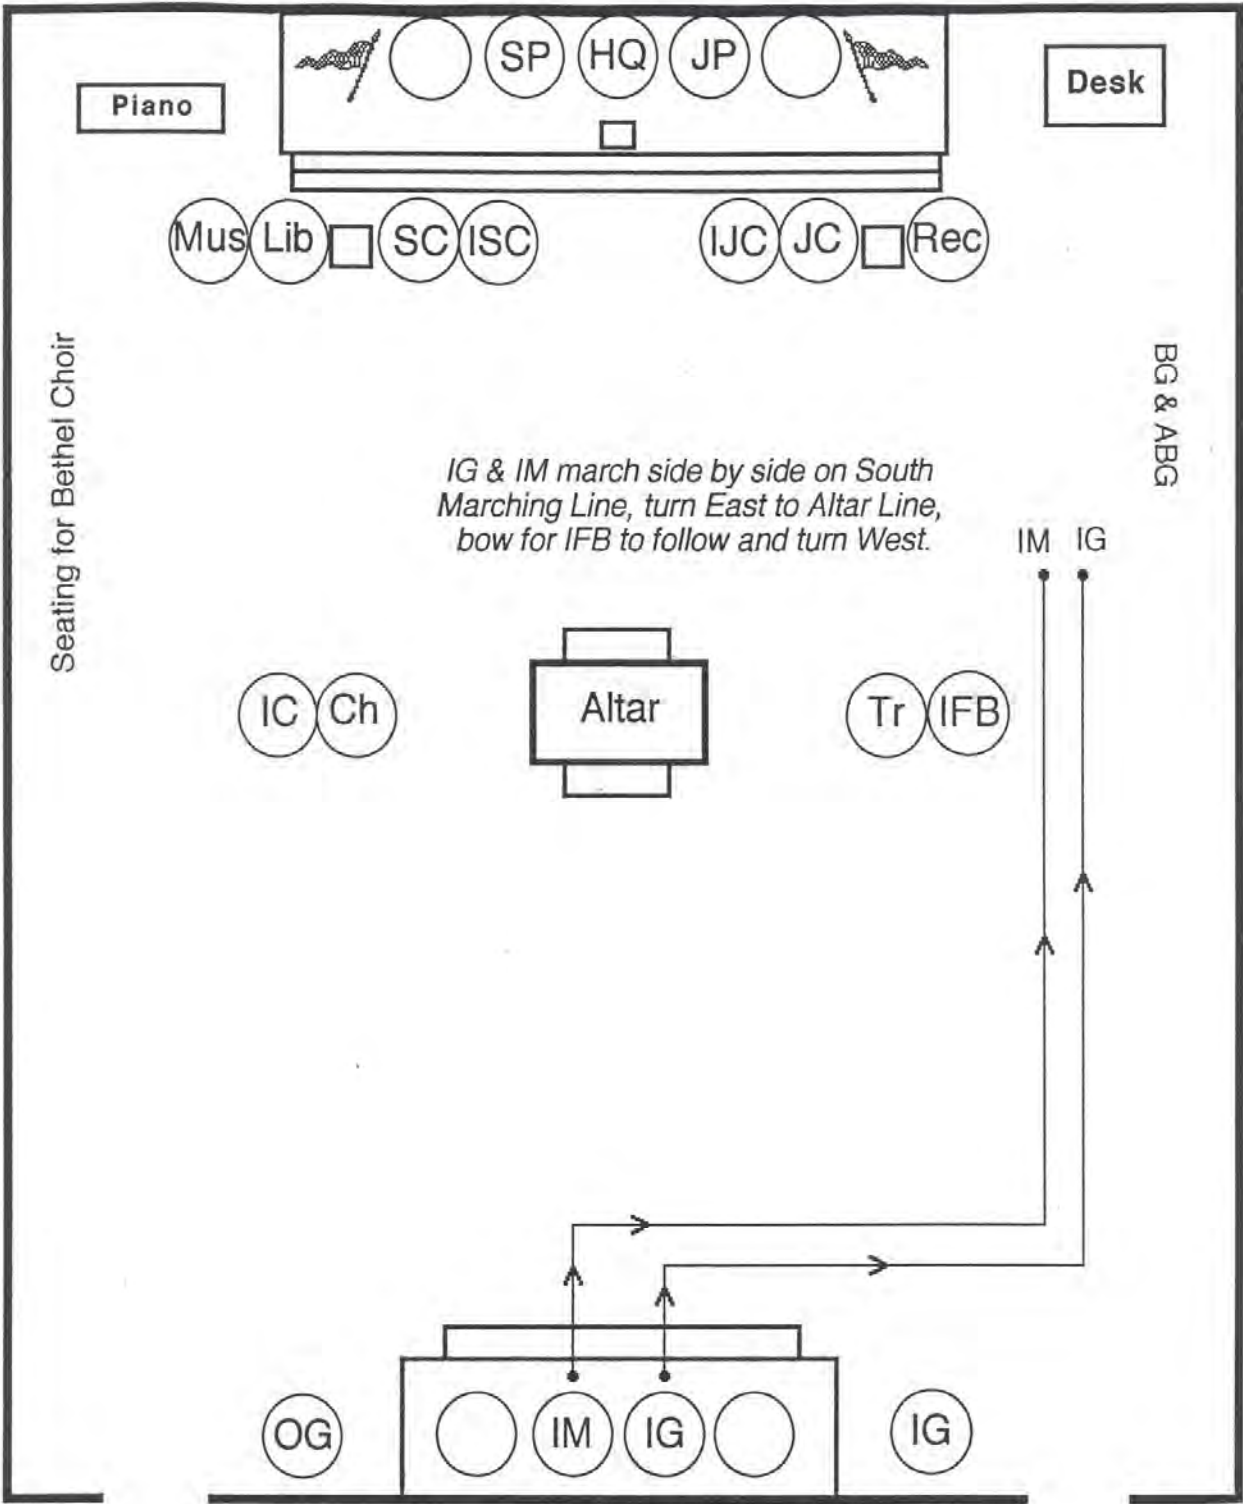 SP HQ JP
Piano
Desk
Mus Lib SC ISC IJC JC Rec
Seating for Bethel Choir
BG & ABG
IG & IM march side by side on South
Marching Line, turn East to Altar Line,
bow for IFB to follow and turn West.
IM IG
IC Ch Altar Tr IFB
OG IM IG IG